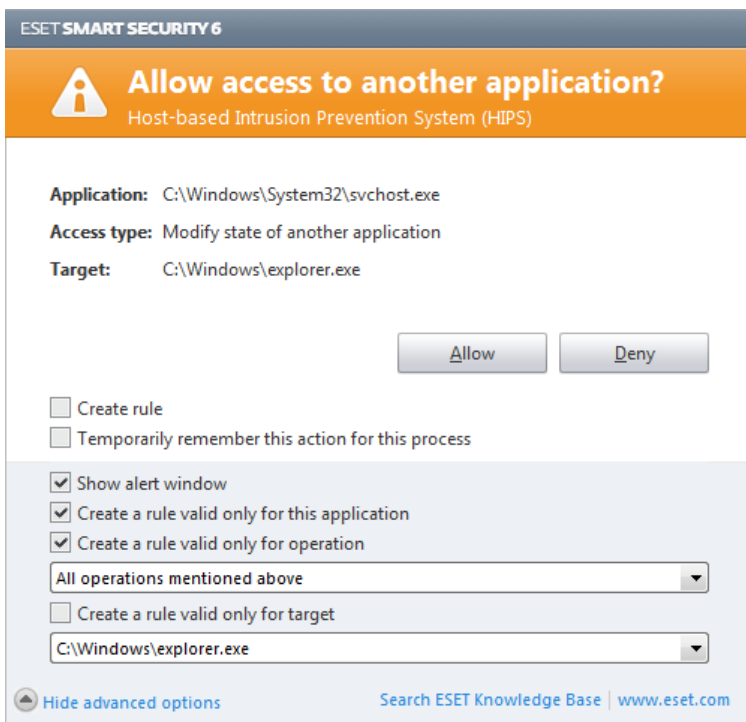 ESET SMART SECURITY 6
Allow access to another application?
Host-based Intrusion Prevention System (HIPS)
Application: C:\Windows\System32\svchost.exe
Access type: Modify state of another application
Target: C:\Windows\explorer.exe
Allow Deny
Create rule
Temporarily remember this action for this process
Show alert window
Create a rule valid only for this application
Create a rule valid only for operation
All operations mentioned above
Create a rule valid only for target
C:\Windows\explorer.exe
Hide advanced options Search ESET Knowledge Base www.eset.com